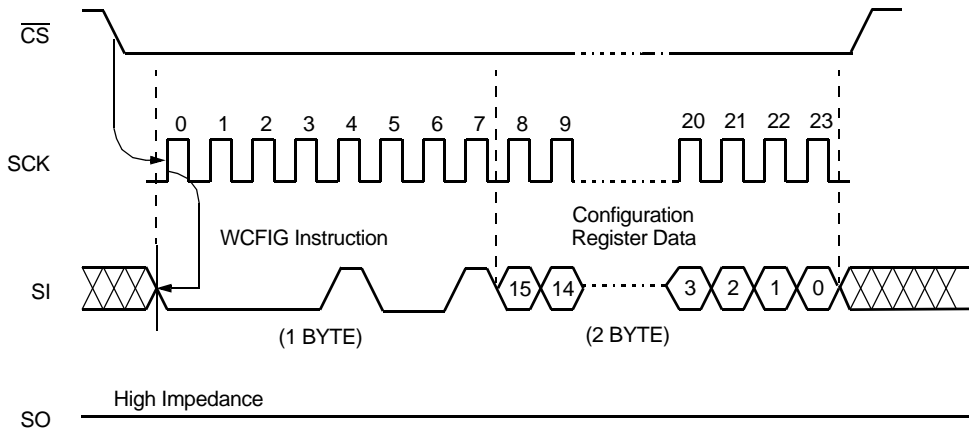 CS
0 1 2 3 4 5 6 7 8 9 20 21 22 23
SCK
WCFIG Instruction
Configuration
Register Data
SI
15 14 3 2 1 0
(1 BYTE) (2 BYTE)
High Impedance
SO